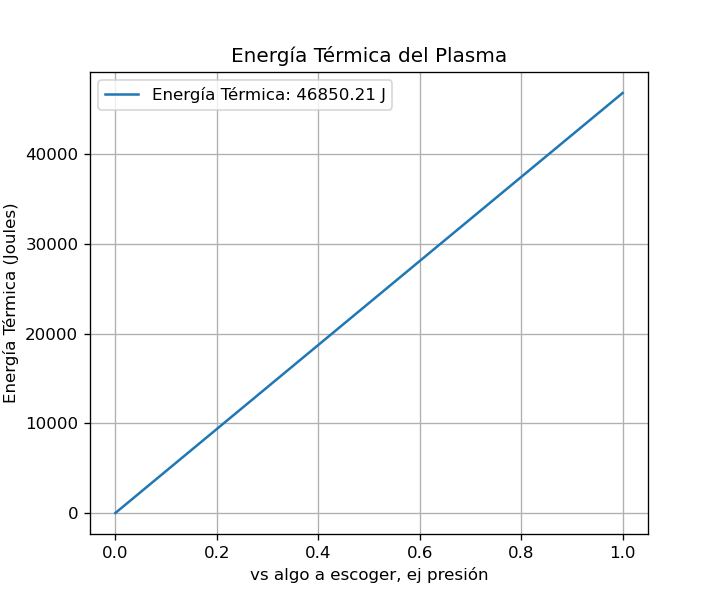 Energía Térmica del Plasma
Energía Térmica: 46850.21 J
Energía Térmica (Joules)
40000
30000
20000
10000
0
0.0 0.2 0.4 0.6 0.8 1.0
vs algo a escoger, ej presión